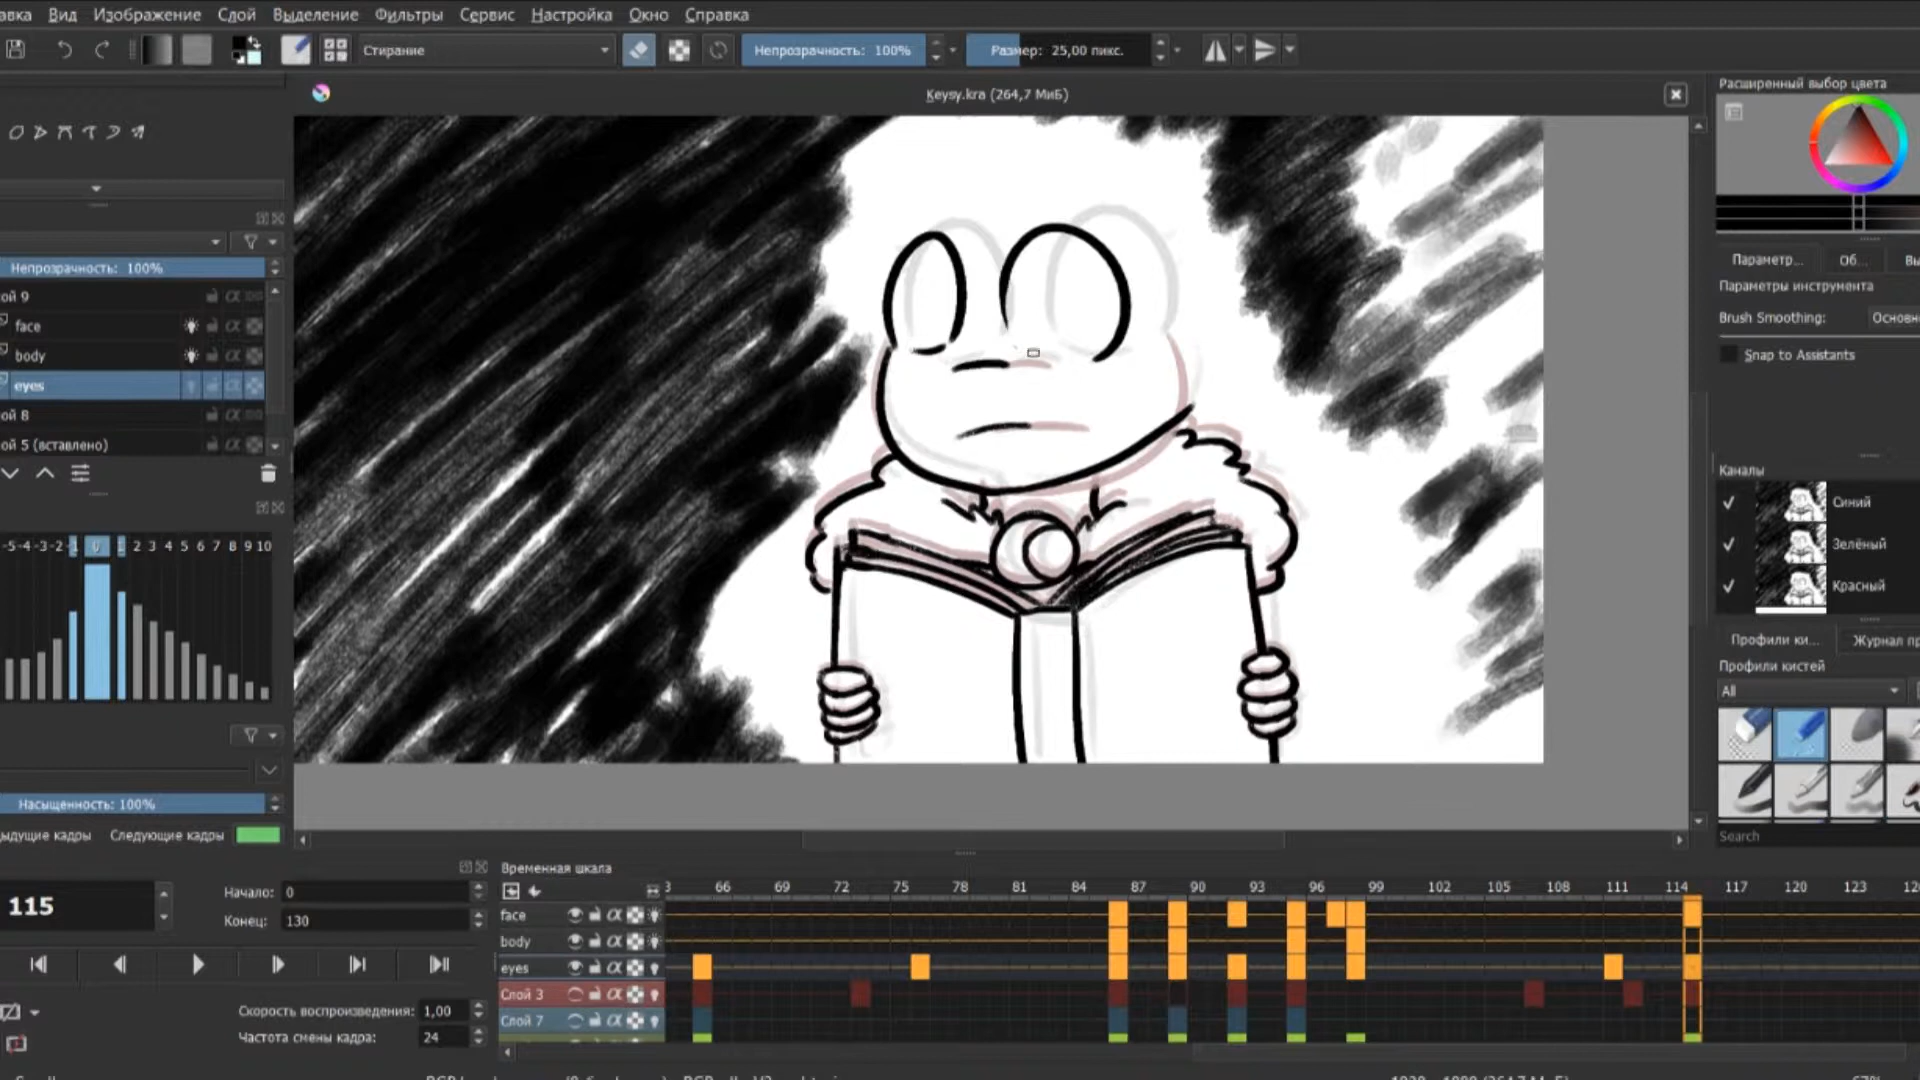 авка Вид Изображение Слой Выделение Фильтры Сервис Настройка Окно Справка
Стирание Непрозрачность: 100% Размер: 25,00 пикс.
Keysy.kra (264,7 МиБ)
Расширенный выбор цвета
Непрозрачность: 100%
ой 9
face
body
eyes
ой 8
ой 5 (вставлено)
-5 -4 -3 -2 -1 0 1 2 3 4 5 6 7 8 9 10
Насыщенность: 100%
ыдущие кадры Следующие кадры
Параметр... Об... Вы
Параметры инструмента
Brush Smoothing: Основн
Snap to Assistants
Каналы
Синий
Зелёный
Красный
Профили ки... Журнал пр
Профили кистей
All
Search
115
Начало: 0
Конец: 130
Скорость воспроизведения: 1,00
Частота смены кадра: 24
Временная шкала
3 66 69 72 75 78 81 84 87 90 93 96 99 102 105 108 111 114 117 120 123 12
face
body
eyes
Слой 3
Слой 7